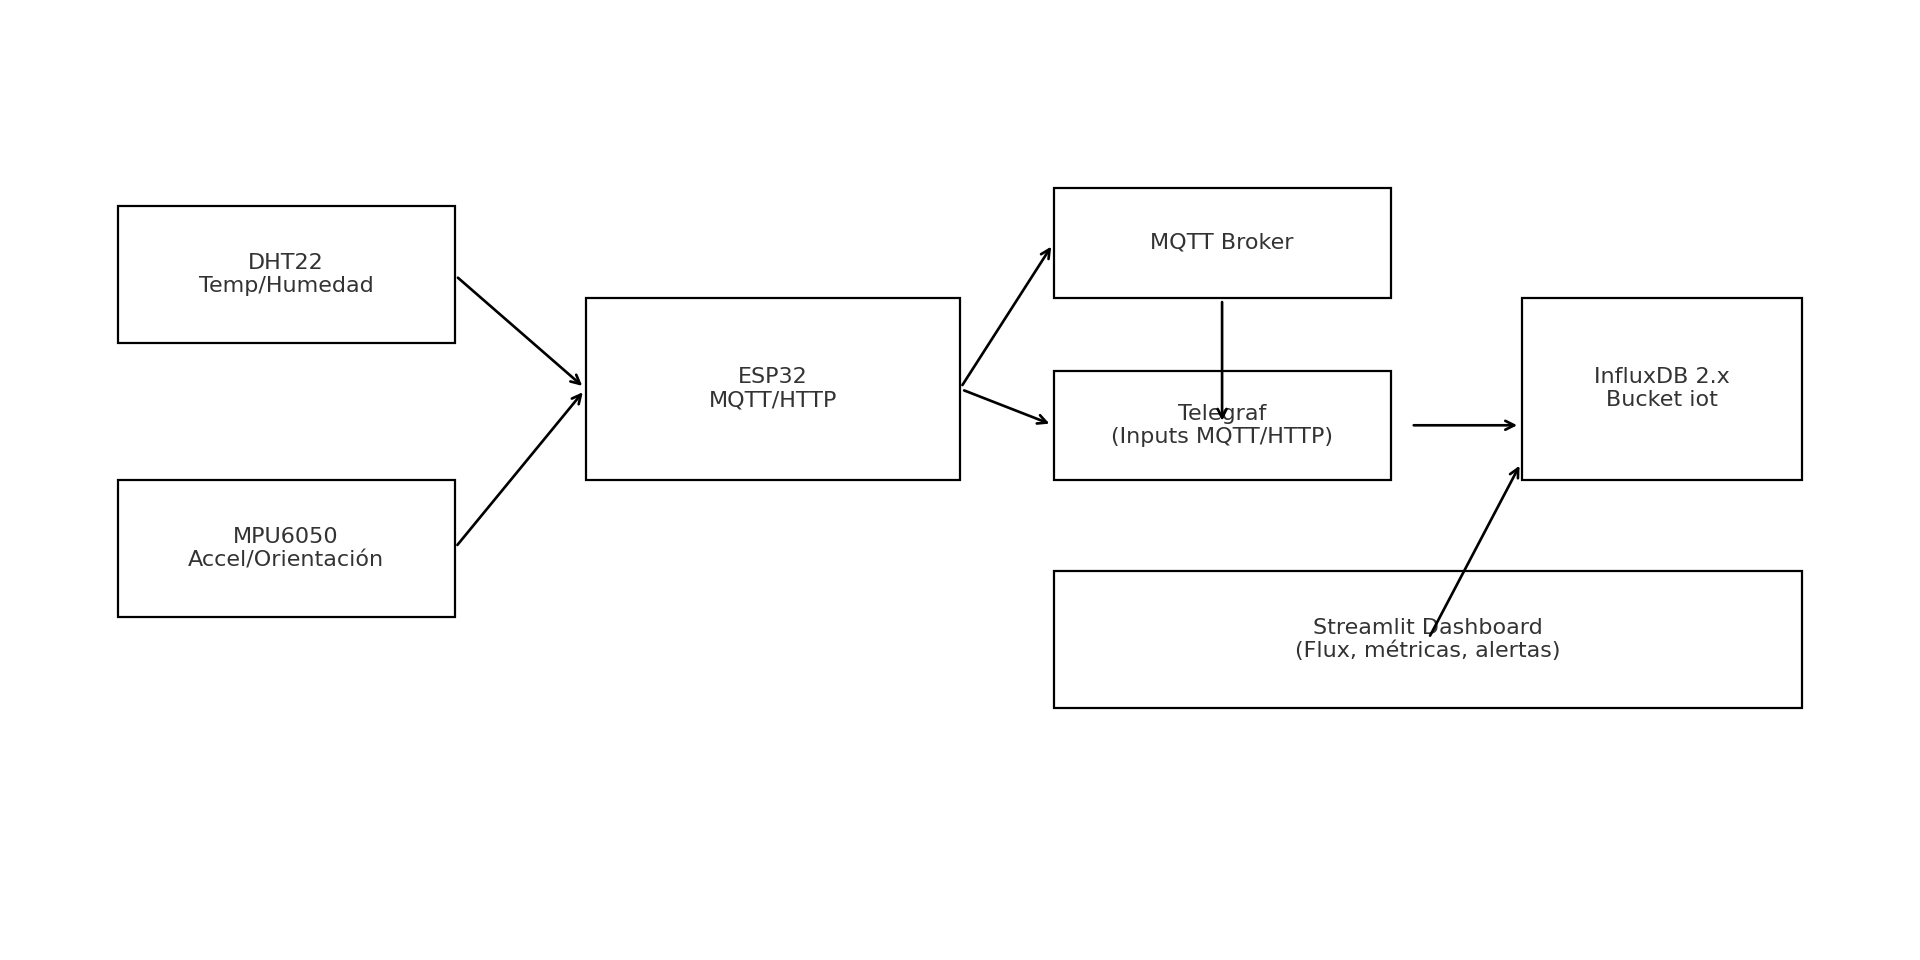 DHT22
Temp/Humedad
MPU6050
Accel/Orientación
ESP32
MQTT/HTTP
MQTT Broker
Telegraf
(Inputs MQTT/HTTP)
InfluxDB 2.x
Bucket iot
Streamlit Dashboard
(Flux, métricas, alertas)